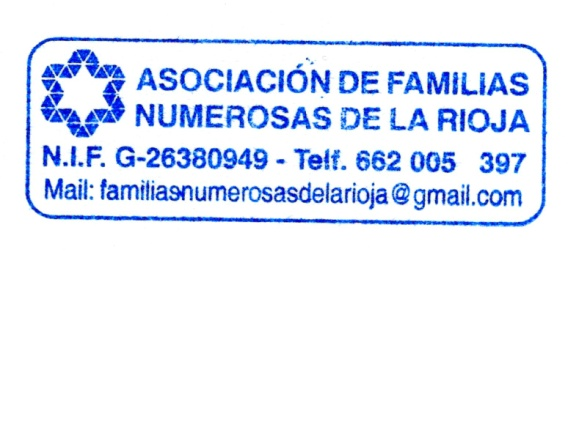 ASOCIACIÓN DE FAMILIAS
NUMEROSAS DE LA RIOJA
N.I.F. G-26380949 - Telf. 662 005 397
Mail: familiasnumerosasdelarioja@gmail.com